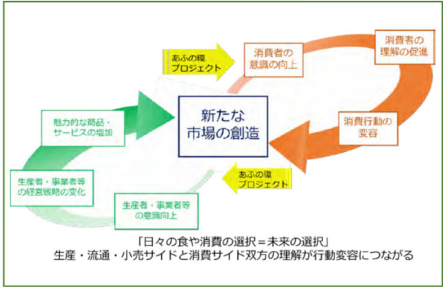 あふの環
プロジェクト
消費者の
意識の向上
消費者の
理解の促進
消費行動の
変容
新たな
市場の創造
魅力的な商品・
サービスの増加
生産者・事業者等
の経営戦略の変化
生産者・事業者等
の意識向上
あふの環
プロジェクト
「日々の食や消費の選択＝未来の選択」
生産・流通・小売サイドと消費サイド双方の理解が行動変容につながる